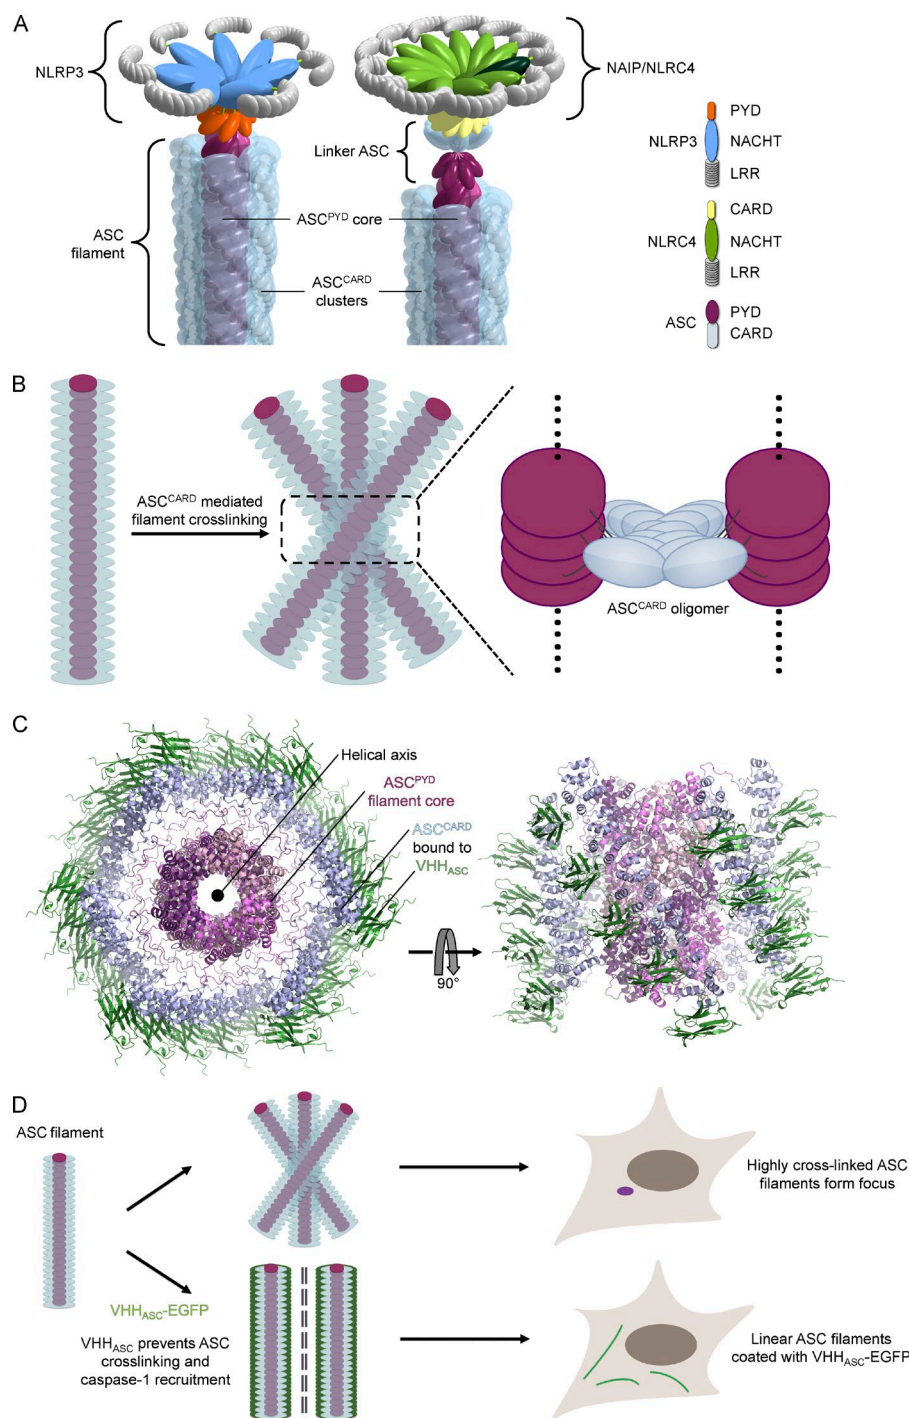 A
NLRP3
NAIP/NLRC4
Linker ASC
ASC
filament
ASCPYD core
ASCCARD
clusters
PYD
NLRP3
NACHT
LRR
CARD
NLRC4
NACHT
LRR
ASC
PYD
CARD
B
ASCCARD mediated
filament crosslinking
ASCCARD oligomer
C
Helical axis
ASCPYD
filament core
ASCCARD
bound to
VHHASC
90°
D
ASC filament
Highly cross-linked ASC
filaments form focus
VHHASC-EGFP
VHHASC prevents ASC
crosslinking and
caspase-1 recruitment
Linear ASC filaments
coated with VHHASC-EGFP